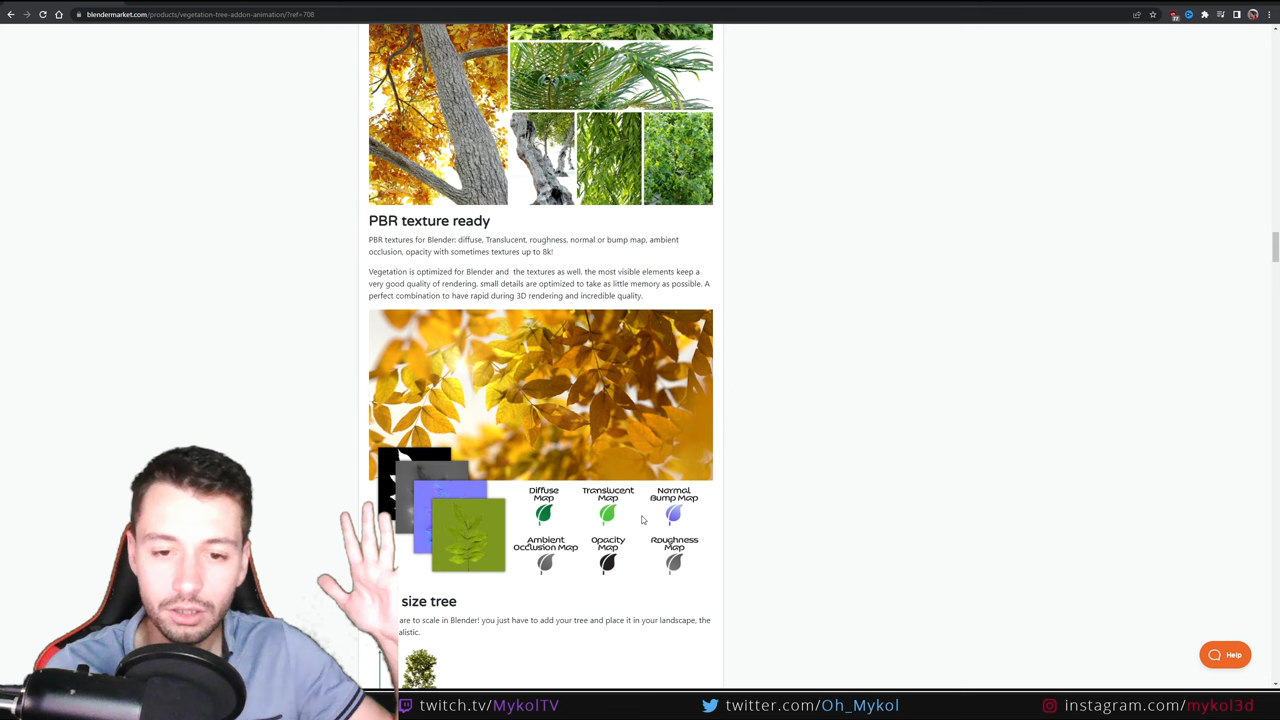 blendermarket.com/products/vegetation-tree-addon-animation/?ref=708
PBR texture ready
PBR textures for Blender: diffuse, Translucent, roughness, normal or bump map, ambient
occlusion, opacity with sometimes textures up to 8k!
Vegetation is optimized for Blender and the textures as well. the most visible elements keep a
very good quality of rendering. small details are optimized to take as little memory as possible. A
perfect combination to have rapid during 3D rendering and incredible quality.
Diffuse Map
Translucent Map
Normal Bump Map
Ambient Occlusion Map
Opacity Map
Roughness Map
size tree
are to scale in Blender! you just have to add your tree and place it in your landscape, the
alistic.
Help
twitch.tv/MykolTV
twitter.com/Oh_Mykol
instagram.com/mykol3d